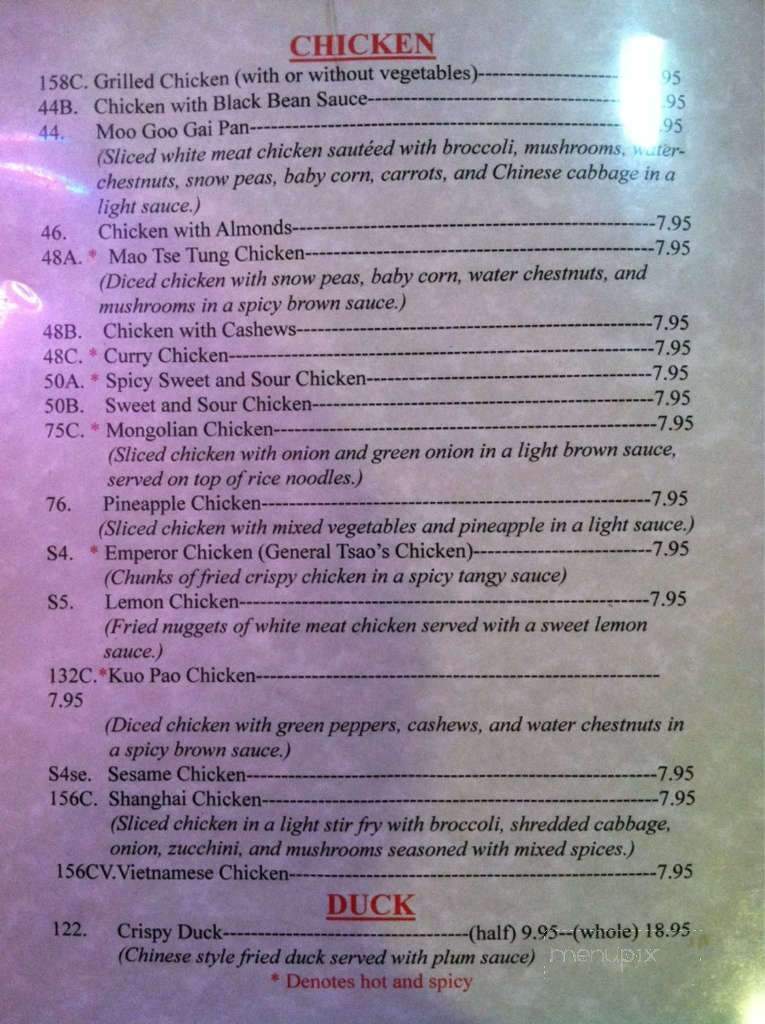 CHICKEN
158C. Grilled Chicken (with or without vegetables)--------------------- 95
44B. Chicken with Black Bean Sauce-------------------------------------- .95
44. Moo Goo Gai Pan------------------------------------------------------- .95
(Sliced white meat chicken sautéed with broccoli, mushrooms, water-
chestnuts, snow peas, baby corn, carrots, and Chinese cabbage in a
light sauce.)
46. Chicken with Almonds-----------------------------------------------------7.95
48A. * Mao Tse Tung Chicken---------------------------------------------------7.95
(Diced chicken with snow peas, baby corn, water chestnuts, and
mushrooms in a spicy brown sauce.)
48B. Chicken with Cashews----------------------------------------------------7.95
48C. * Curry Chicken--------------------------------------------------------------7.95
50A. * Spicy Sweet and Sour Chicken------------------------------------------7.95
50B. Sweet and Sour Chicken--------------------------------------------------7.95
75C. * Mongolian Chicken--------------------------------------------------------7.95
(Sliced chicken with onion and green onion in a light brown sauce,
served on top of rice noodles.)
76. Pineapple Chicken---------------------------------------------------------7.95
(Sliced chicken with mixed vegetables and pineapple in a light sauce.)
S4. * Emperor Chicken (General Tsao's Chicken)--------------------------7.95
(Chunks of fried crispy chicken in a spicy tangy sauce)
S5. Lemon Chicken------------------------------------------------------------7.95
(Fried nuggets of white meat chicken served with a sweet lemon
sauce.)
132C.*Kuo Pao Chicken-----------------------------------------------------------
7.95
(Diced chicken with green peppers, cashews, and water chestnuts in
a spicy brown sauce.)
S4se. Sesame Chicken------------------------------------------------------------7.95
156C. Shanghai Chicken----------------------------------------------------------7.95
(Sliced chicken in a light stir fry with broccoli, shredded cabbage,
onion, zucchini, and mushrooms seasoned with mixed spices.)
156CV.Vietnamese Chicken------------------------------------------------------7.95
DUCK
122. Crispy Duck------------------------------------(half) 9.95--(whole) 18.95
(Chinese style fried duck served with plum sauce)
menupix
* Denotes hot and spicy